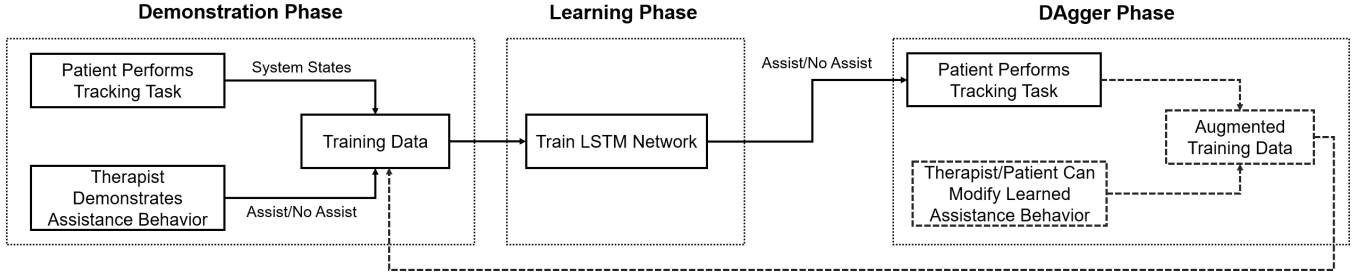 Demonstration Phase
Learning Phase
DAgger Phase
Patient Performs
Tracking Task
System States
Training Data
Therapist
Demonstrates
Assistance Behavior
Assist/No Assist
Train LSTM Network
Assist/No Assist
Patient Performs
Tracking Task
Augmented
Training Data
Therapist/Patient Can
Modify Learned
Assistance Behavior